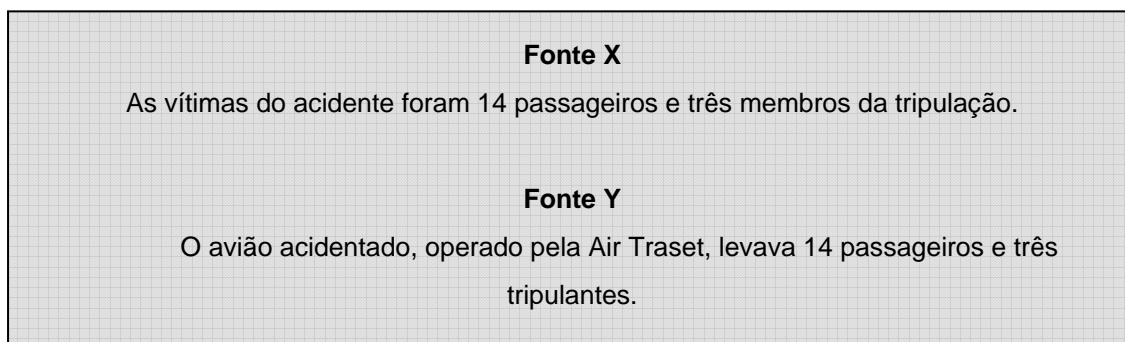 Fonte X
As vítimas do acidente foram 14 passageiros e três membros da tripulação.
Fonte Y
O avião acidentado, operado pela Air Traset, levava 14 passageiros e três
tripulantes.